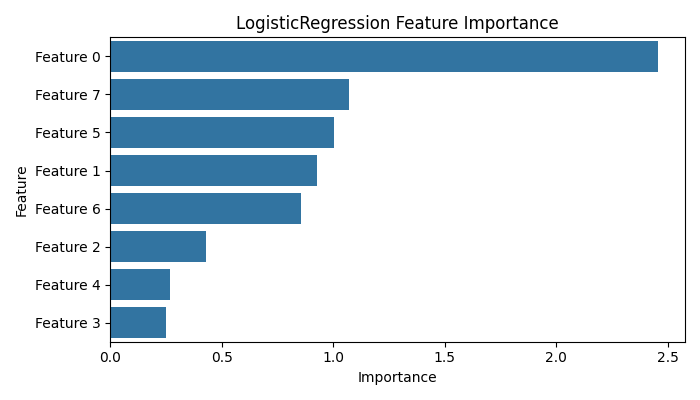 LogisticRegression Feature Importance
Feature 0
Feature 7
Feature 5
Feature 1
Feature 6
Feature 2
Feature 4
Feature 3
Feature
0.0 0.5 1.0 1.5 2.0 2.5
Importance